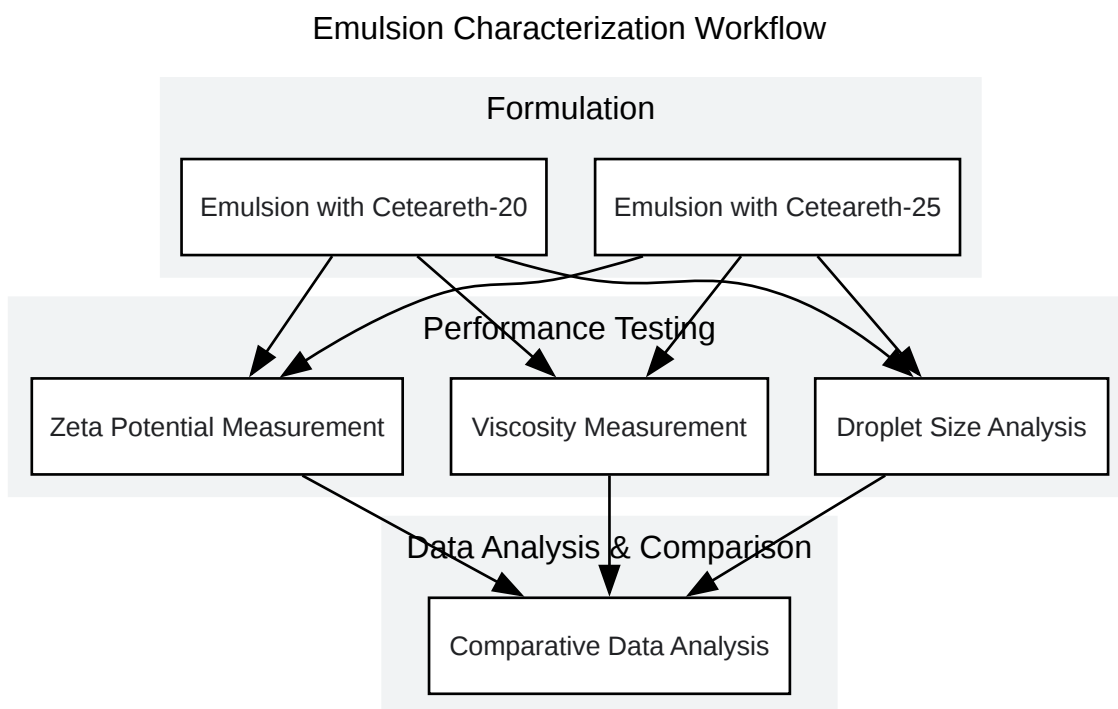 Emulsion Characterization Workflow
Formulation
Emulsion with Ceteareth-20
Emulsion with Ceteareth-25
Performance Testing
Zeta Potential Measurement
Viscosity Measurement
Droplet Size Analysis
Data Analysis & Comparison
Comparative Data Analysis